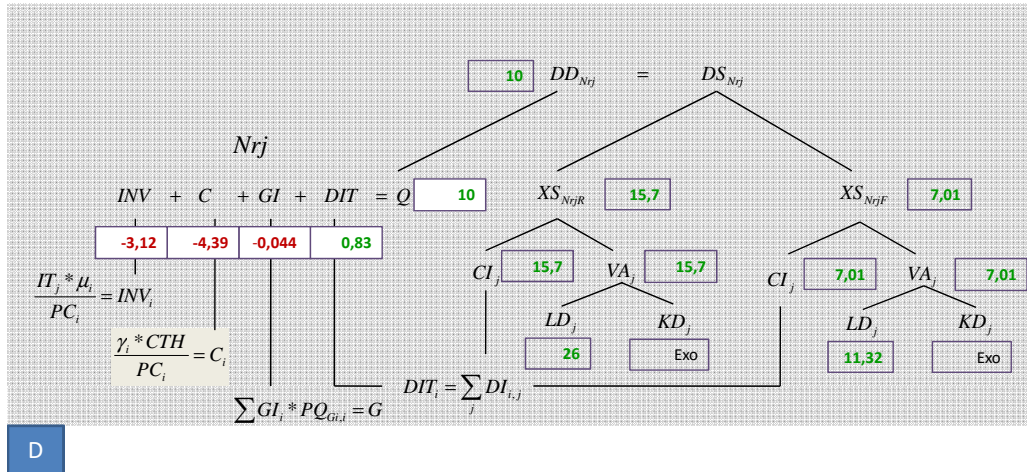 10 DD_Nrj = DS_Nrj
Nrj
INV + C + GI + DIT = Q 10 XS_NrjR 15,7 XS_NrjF 7,01
-3,12 -4,39 -0,044 0,83
CI_j 15,7 VA_j 15,7 CI_j 7,01 VA_j 7,01
IT_j * μ_i / PC_i = INV_i
LD_j KD_j LD_j KD_j
γ_i * CTH / PC_i = C_i
26 Exo 11,32 Exo
DIT_i = ∑_j DI_i,j
∑ GI_i * PQ_Gi,i = G
D